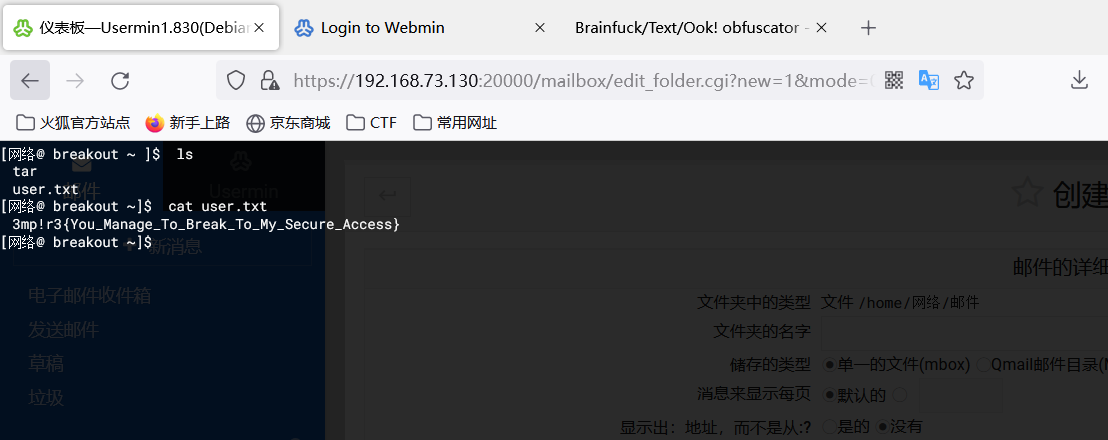 仪表板—Usermin1.830(Debian
Login to Webmin
Brainfuck/Text/Ook! obfuscator -
https://192.168.73.130:20000/mailbox/edit_folder.cgi?new=1&mode=
火狐官方站点
新手上路
京东商城
CTF
常用网址
[网络@ breakout ~ ]$ ls
tar
user.txt
[网络@ breakout ~]$ cat user.txt
3mp!r3{You_Manage_To_Break_To_My_Secure_Access}
[网络@ breakout ~]$
邮件
Usermin
新消息
电子邮件收件箱
发送邮件
草稿
垃圾
创建
邮件的详细
文件夹中的类型 文件 /home/网络/邮件
文件夹的名字
储存的类型 单一的文件(mbox) Qmail邮件目录(
消息来显示每页 默认的
显示出：地址，而不是从:? 是的 没有